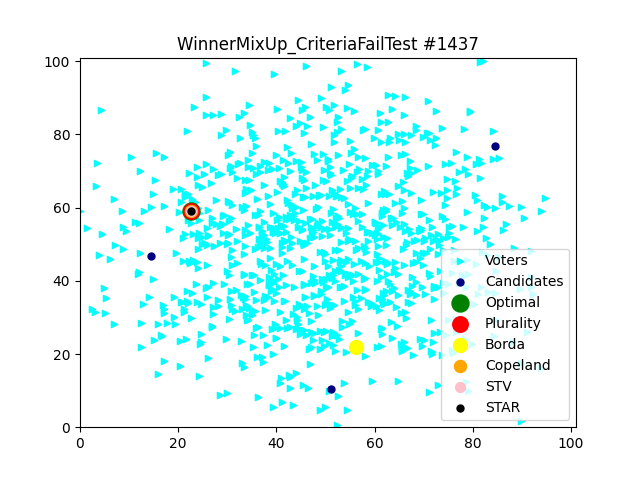 WinnerMixUp_CriteriaFailTest #1437
100
80
60
40
20
0
0
20
40
60
80
100
Voters
Candidates
Optimal
Plurality
Borda
Copeland
STV
STAR